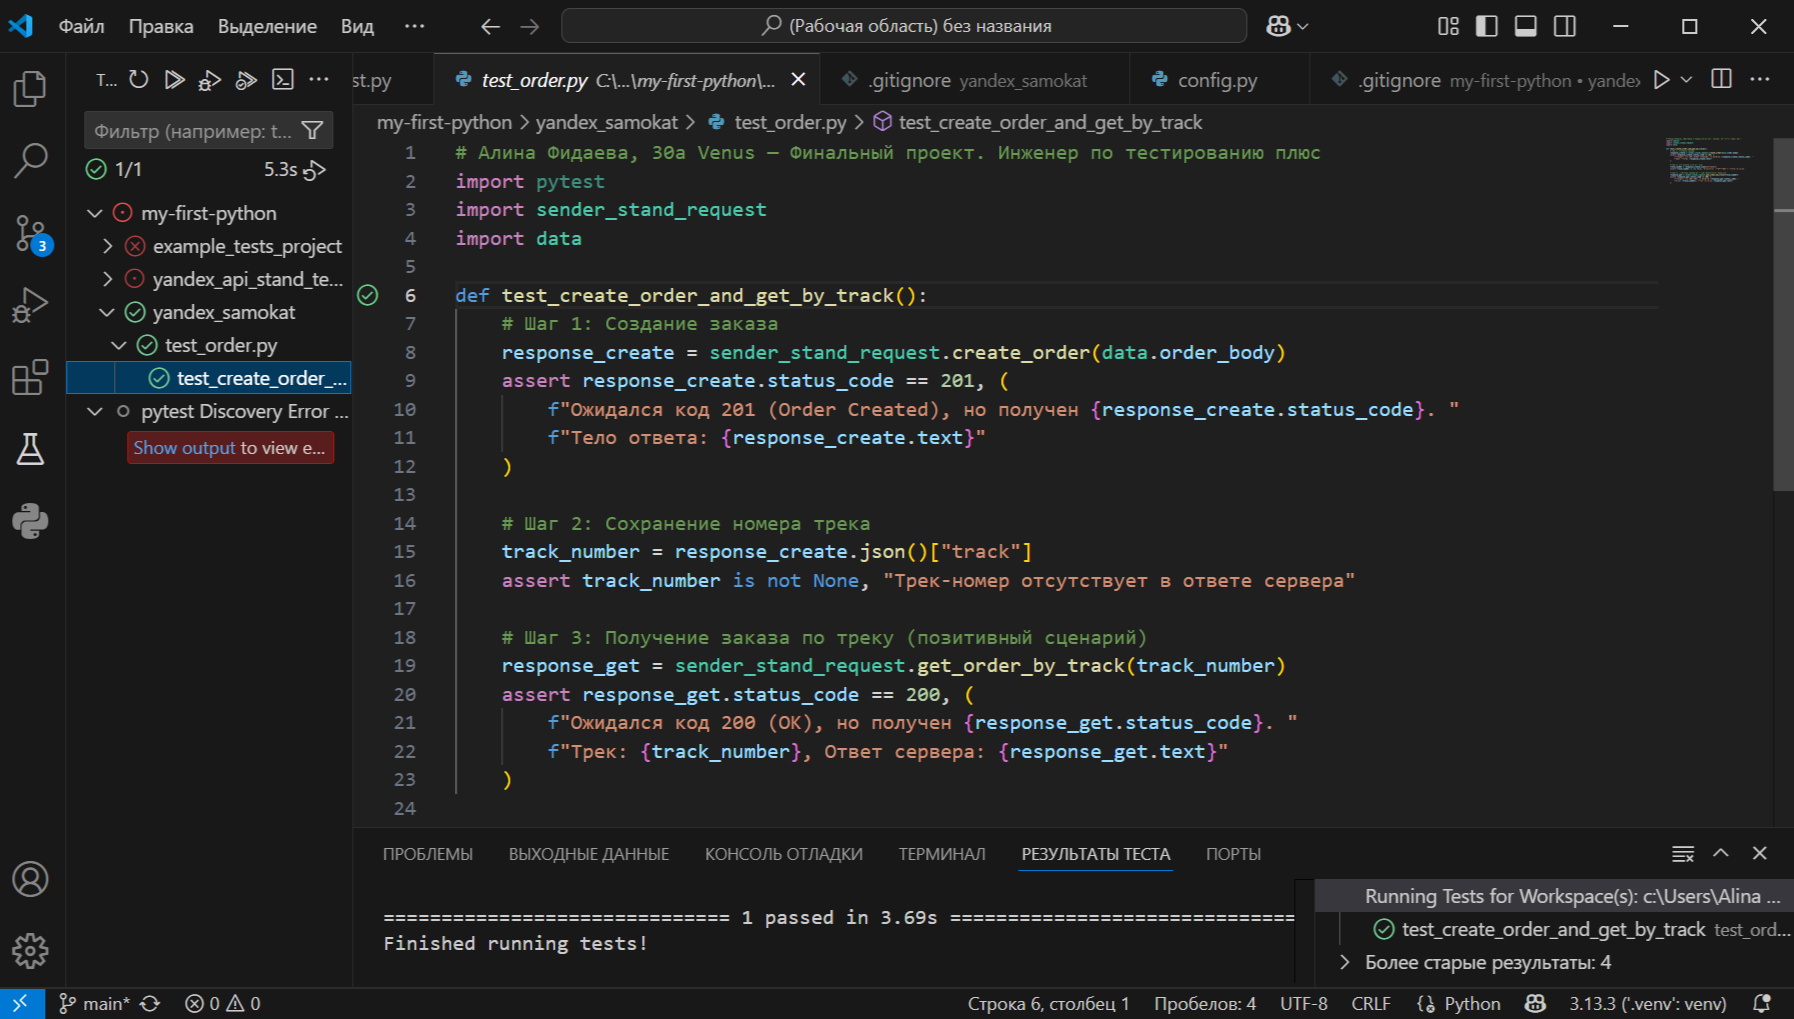 Файл Правка Выделение Вид ··· (Рабочая область) без названия
T... ···
st.py test_order.py C:\...\my-first-python\... .gitignore yandex_samokat config.py .gitignore my-first-python • yande ···
Фильтр (например: t...
1/1 5.3s
my-first-python
example_tests_project
yandex_api_stand_te...
yandex_samokat
test_order.py
test_create_order_...
pytest Discovery Error ...
Show output to view e...
3
my-first-python > yandex_samokat > test_order.py > test_create_order_and_get_by_track
1 # Алина Фидаева, 30а Venus — Финальный проект. Инженер по тестированию плюс
2 import pytest
3 import sender_stand_request
4 import data
5
6 def test_create_order_and_get_by_track():
7 # Шаг 1: Создание заказа
8 response_create = sender_stand_request.create_order(data.order_body)
9 assert response_create.status_code == 201, (
10 f"Ожидался код 201 (Order Created), но получен {response_create.status_code}. "
11 f"Тело ответа: {response_create.text}"
12 )
13
14 # Шаг 2: Сохранение номера трека
15 track_number = response_create.json()["track"]
16 assert track_number is not None, "Трек-номер отсутствует в ответе сервера"
17
18 # Шаг 3: Получение заказа по треку (позитивный сценарий)
19 response_get = sender_stand_request.get_order_by_track(track_number)
20 assert response_get.status_code == 200, (
21 f"Ожидался код 200 (OK), но получен {response_get.status_code}. "
22 f"Трек: {track_number}, Ответ сервера: {response_get.text}"
23 )
24
ПРОБЛЕМЫ ВЫХОДНЫЕ ДАННЫЕ КОНСОЛЬ ОТЛАДКИ ТЕРМИНАЛ РЕЗУЛЬТАТЫ ТЕСТА ПОРТЫ
============================== 1 passed in 3.69s ==============================
Finished running tests!
Running Tests for Workspace(s): c:\Users\Alina ...
test_create_order_and_get_by_track test_ord...
Более старые результаты: 4
main* 0 0 Строка 6, столбец 1 Пробелов: 4 UTF-8 CRLF Python 3.13.3 ('.venv': venv)